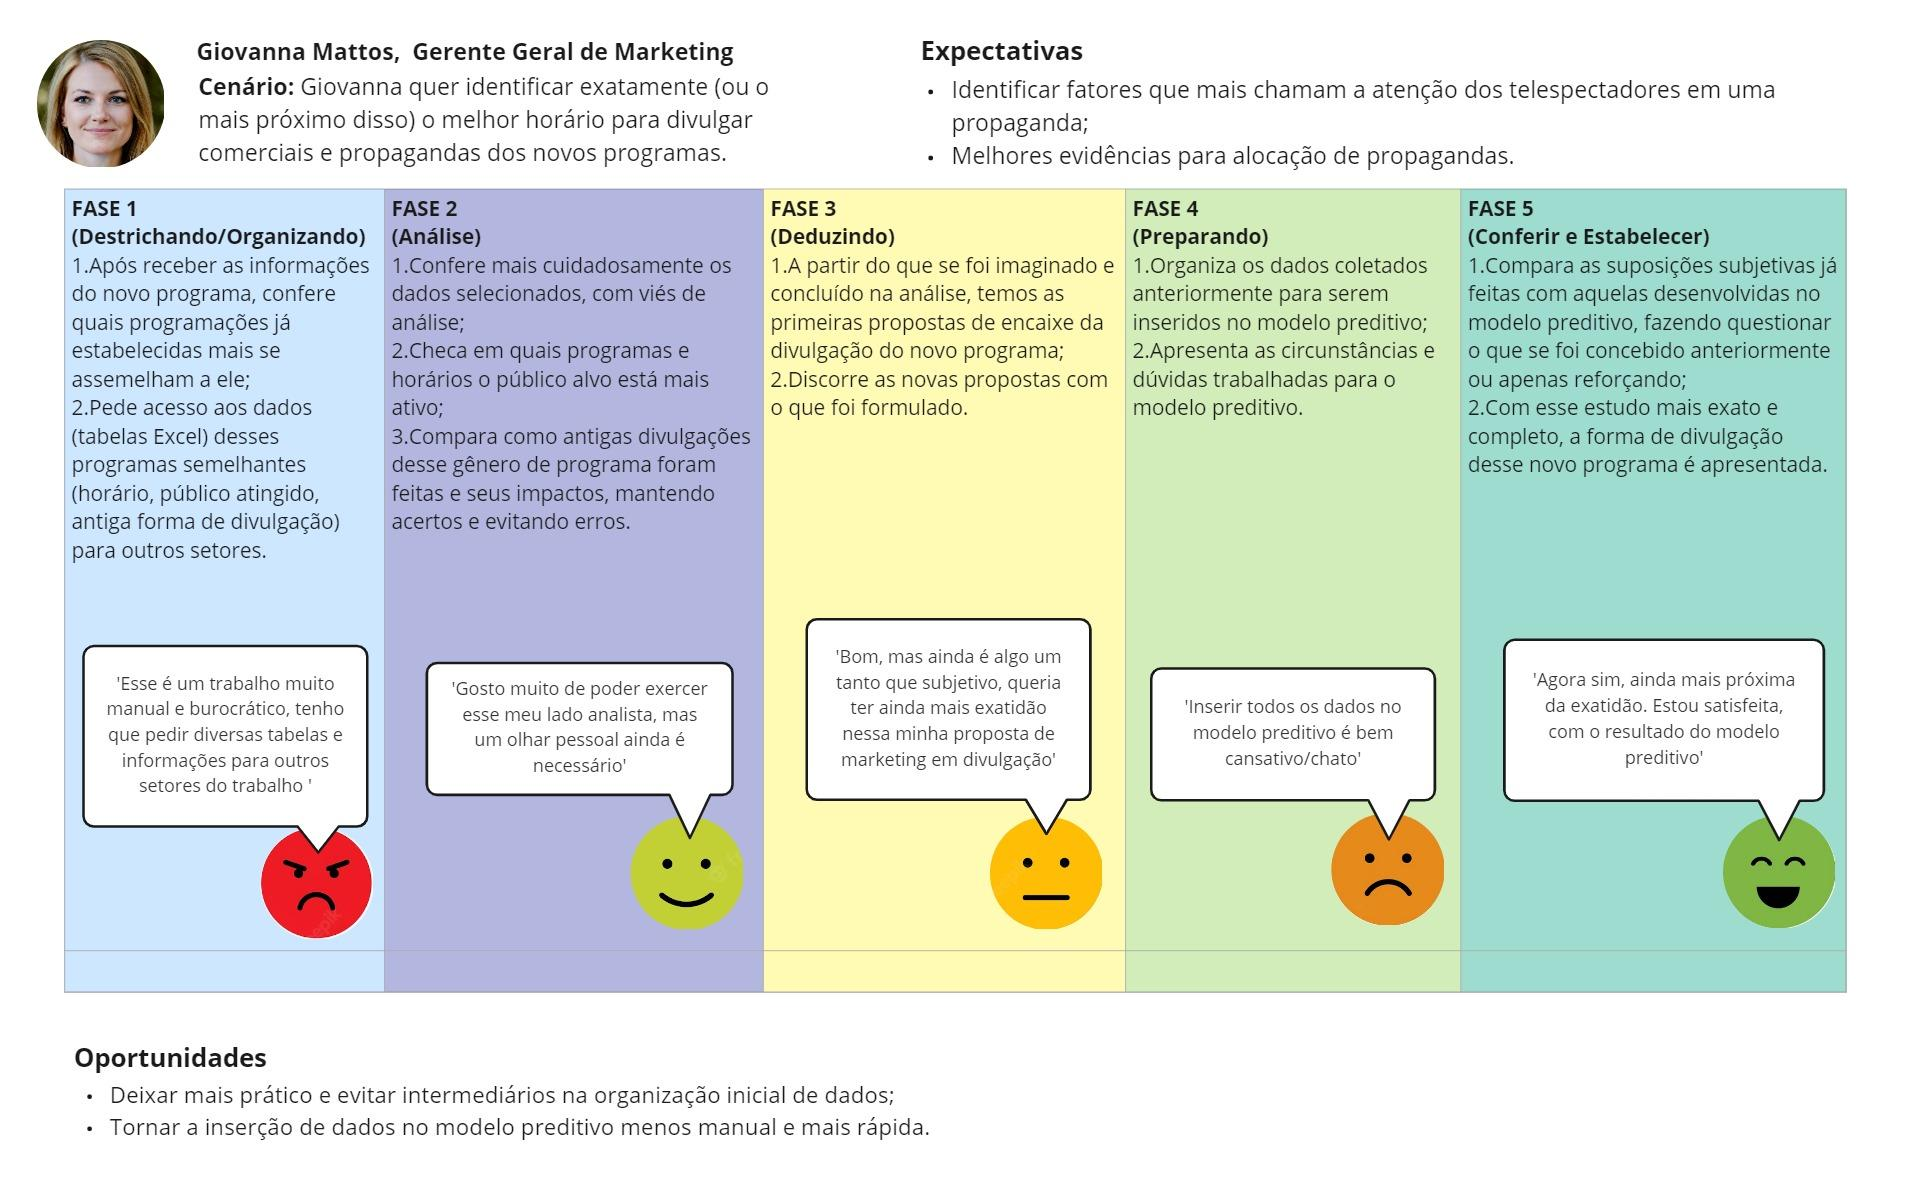 Giovanna Mattos,  Gerente Geral de Marketing
Cenário: Giovanna quer identificar exatamente (ou o
mais próximo disso) o melhor horário para divulgar
comerciais e propagandas dos novos programas.
Expectativas
• Identificar fatores que mais chamam a atenção dos telespectadores em uma
propaganda;
• Melhores evidências para alocação de propagandas.
FASE 1
(Destrichando/Organizando)
1.Após receber as informações
do novo programa, confere
quais programações já
estabelecidas mais se
assemelham a ele;
2.Pede acesso aos dados
(tabelas Excel) desses
programas semelhantes
(horário, público atingido,
antiga forma de divulgação)
para outros setores.
'Esse é um trabalho muito
manual e burocrático, tenho
que pedir diversas tabelas e
informações para outros
setores do trabalho '
FASE 2
(Análise)
1.Confere mais cuidadosamente os
dados selecionados, com viés de
análise;
2.Checa em quais programas e
horários o público alvo está mais
ativo;
3.Compara como antigas divulgações
desse gênero de programa foram
feitas e seus impactos, mantendo
acertos e evitando erros.
'Gosto muito de poder exercer
esse meu lado analista, mas
um olhar pessoal ainda é
necessário'
FASE 3
(Deduzindo)
1.A partir do que se foi imaginado e
concluído na análise, temos as
primeiras propostas de encaixe da
divulgação do novo programa;
2.Discorre as novas propostas com
o que foi formulado.
'Bom, mas ainda é algo um
tanto que subjetivo, queria
ter ainda mais exatidão
nessa minha proposta de
marketing em divulgação'
FASE 4
(Preparando)
1.Organiza os dados coletados
anteriormente para serem
inseridos no modelo preditivo;
2.Apresenta as circunstâncias e
dúvidas trabalhadas para o
modelo preditivo.
'Inserir todos os dados no
modelo preditivo é bem
cansativo/chato'
FASE 5
(Conferir e Estabelecer)
1.Compara as suposições subjetivas já
feitas com aquelas desenvolvidas no
modelo preditivo, fazendo questionar
o que se foi concebido anteriormente
ou apenas reforçando;
2.Com esse estudo mais exato e
completo, a forma de divulgação
desse novo programa é apresentada.
'Agora sim, ainda mais próxima
da exatidão. Estou satisfeita,
com o resultado do modelo
preditivo'
Oportunidades
• Deixar mais prático e evitar intermediários na organização inicial de dados;
• Tornar a inserção de dados no modelo preditivo menos manual e mais rápida.